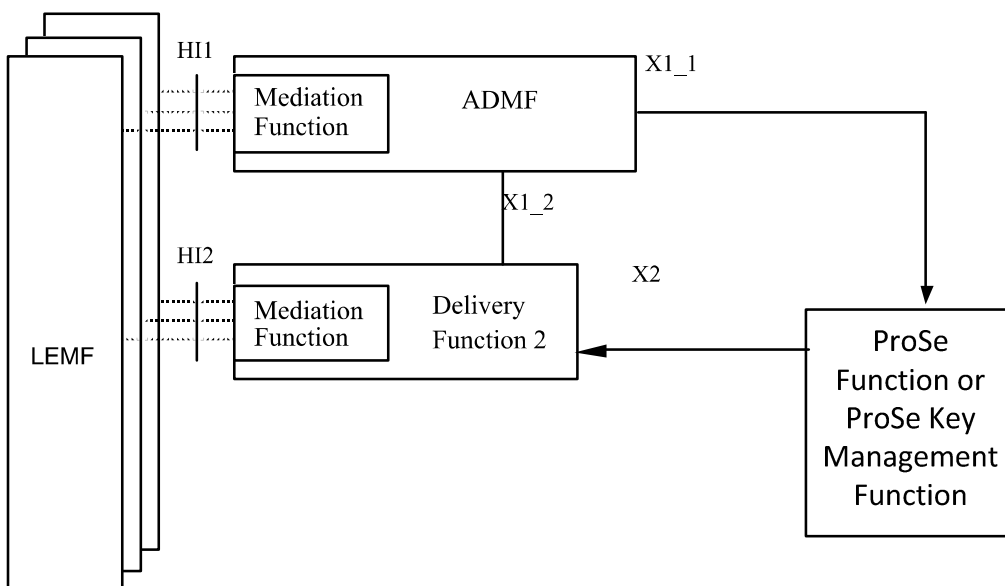 HI1
X1_1
Mediation
Function
ADMF
X1_2
HI2
X2
Mediation
Function
Delivery
Function 2
LEMF
ProSe
Function or
ProSe Key
Management
Function